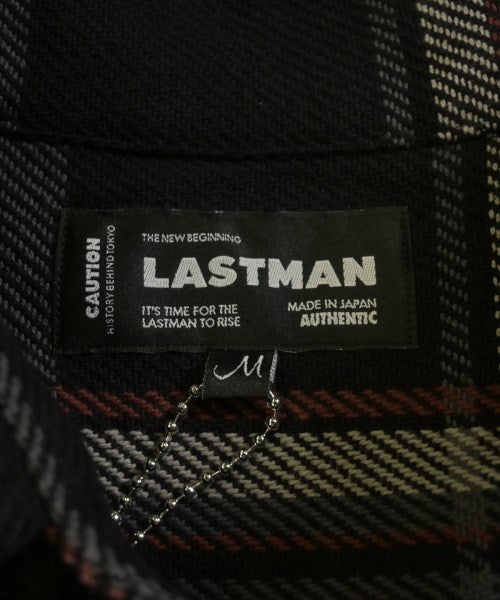 CAUTION
HISTORY BEHIND TOKYO
THE NEW BEGINNING
LASTMAN
IT'S TIME FOR THE
LASTMAN TO RISE
MADE IN JAPAN
AUTHENTIC
M